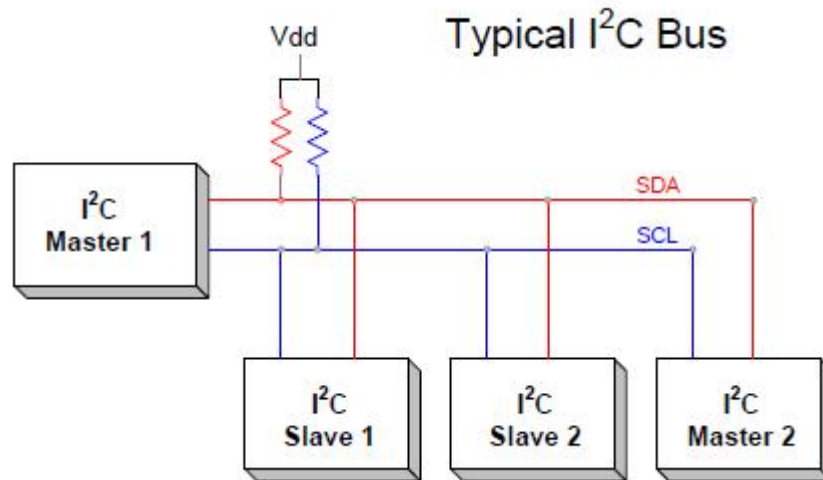 Typical I²C Bus
Vdd
SDA
I²C
Master 1
SCL
I²C
Slave 1
I²C
Slave 2
I²C
Master 2